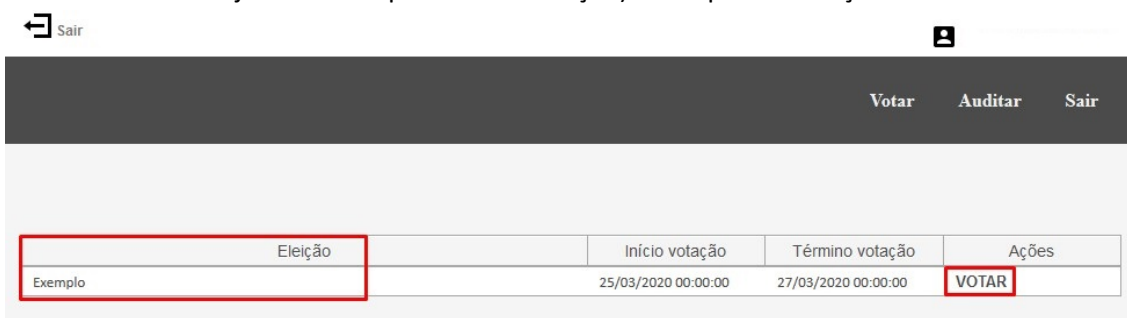 Sair
Votar Auditar Sair
Eleição Início votação Término votação Ações
Exemplo 25/03/2020 00:00:00 27/03/2020 00:00:00 VOTAR